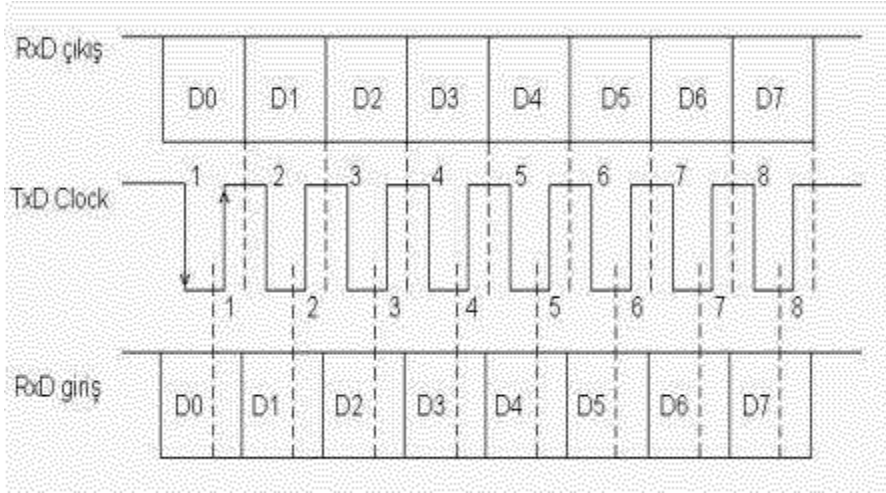 RxD çıkış
D0 D1 D2 D3 D4 D5 D6 D7
1 2 3 4 5 6 7 8
TxD Clock
1 2 3 4 5 6 7 8
RxD giriş
D0 D1 D2 D3 D4 D5 D6 D7